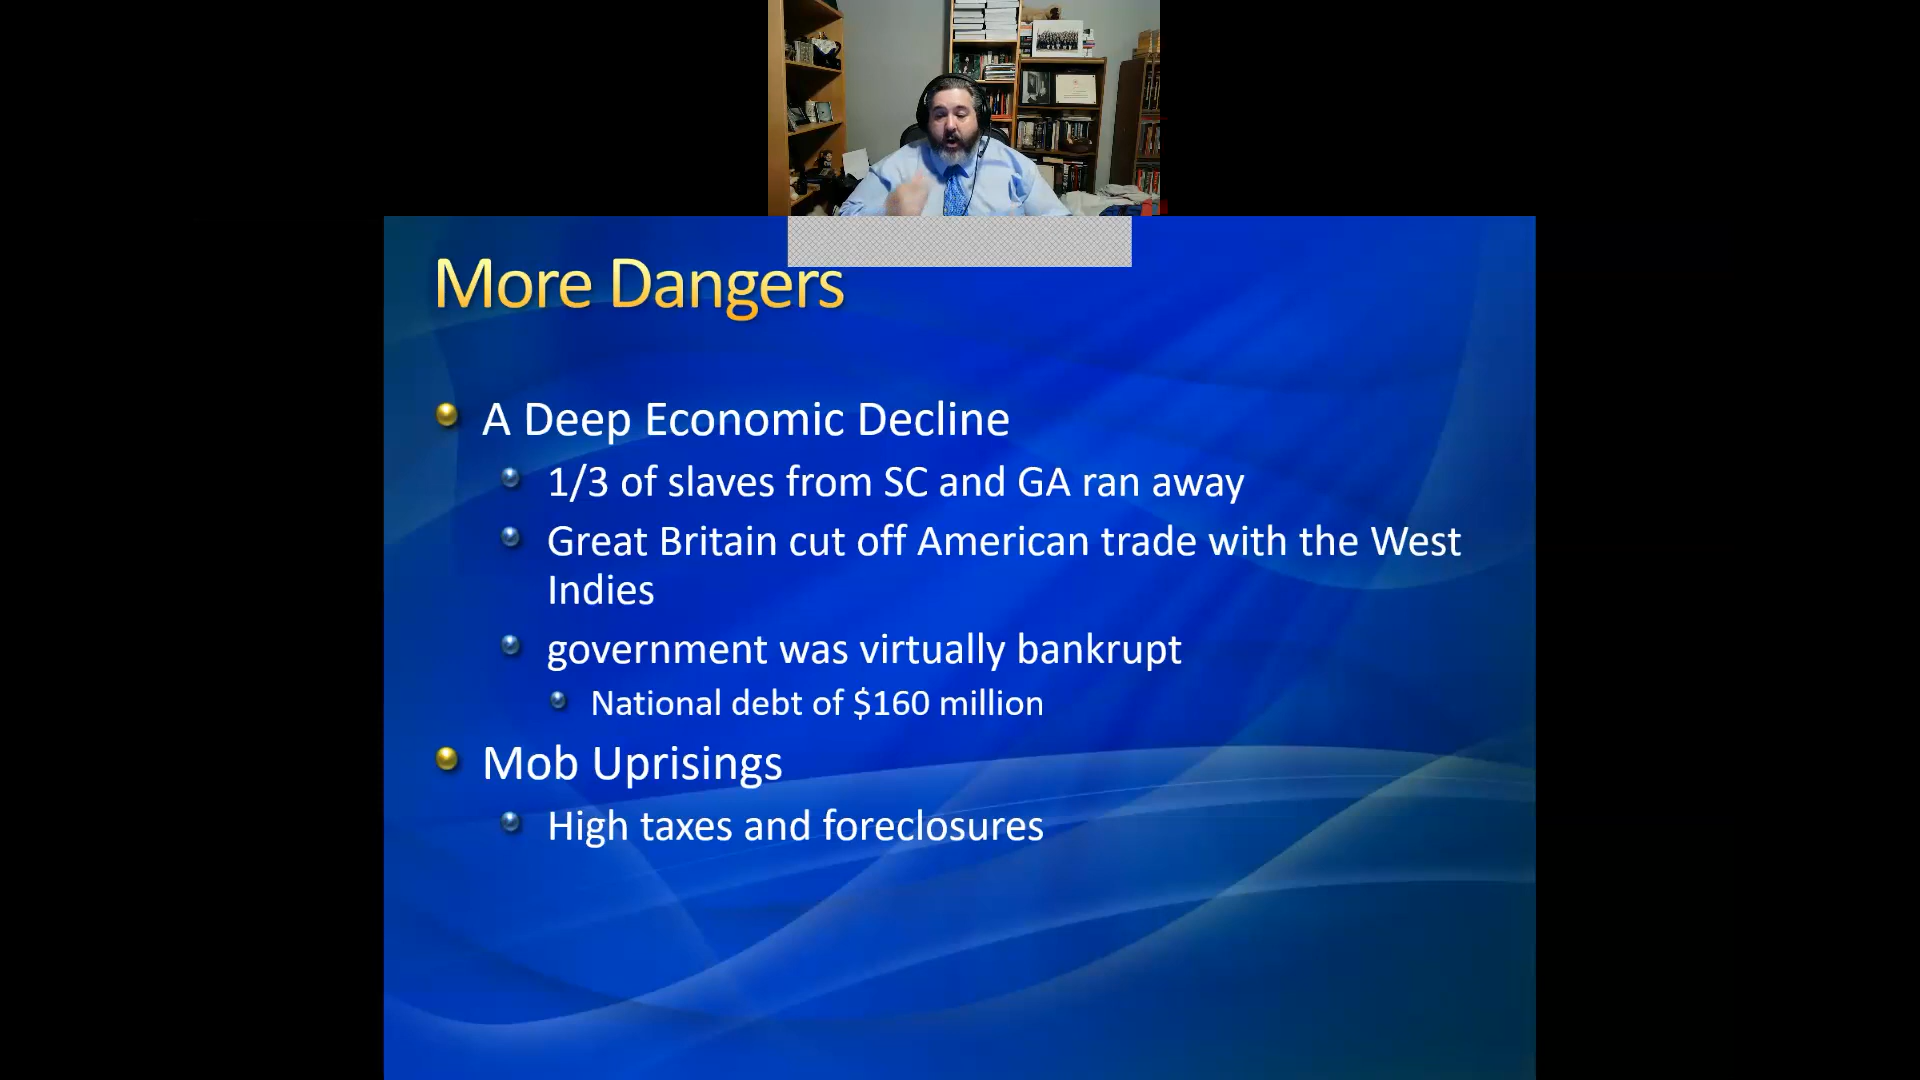 More Dangers
A Deep Economic Decline
1/3 of slaves from SC and GA ran away
Great Britain cut off American trade with the West
Indies
government was virtually bankrupt
National debt of $160 million
Mob Uprisings
High taxes and foreclosures